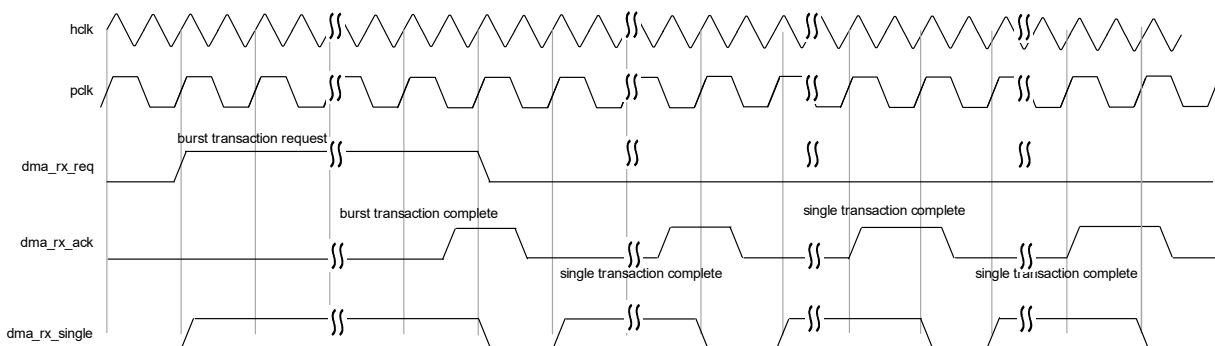 hclk
pclk
burst transaction request
dma_rx_req
burst transaction complete
single transaction complete
dma_rx_ack
single transaction complete
single transaction complete
dma_rx_single